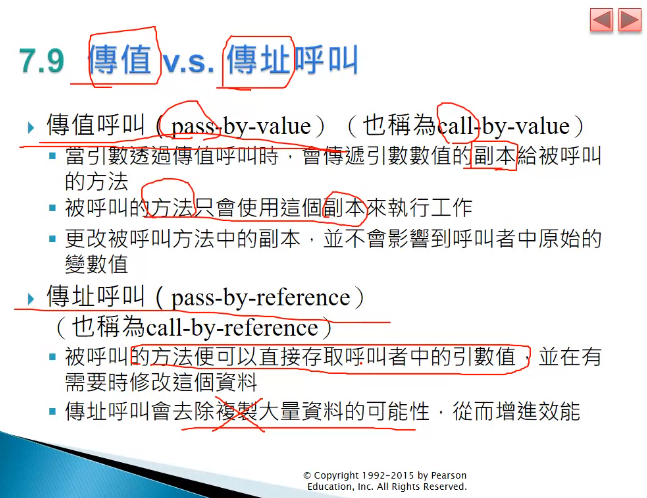 7.9 傳值 v.s. 傳址呼叫
傳值呼叫（pass-by-value）（也稱為call-by-value）
當引數透過傳值呼叫時，會傳遞引數數值的副本給被呼叫
的方法
被呼叫的方法只會使用這個副本來執行工作
更改被呼叫方法中的副本，並不會影響到呼叫者中原始的
變數值
傳址呼叫（pass-by-reference）
（也稱為call-by-reference）
被呼叫的方法便可以直接存取呼叫者中的引數值，並在有
需要時修改這個資料
傳址呼叫會去除複製大量資料的可能性，從而增進效能
© Copyright 1992-2015 by Pearson
Education, Inc. All Rights Reserved.